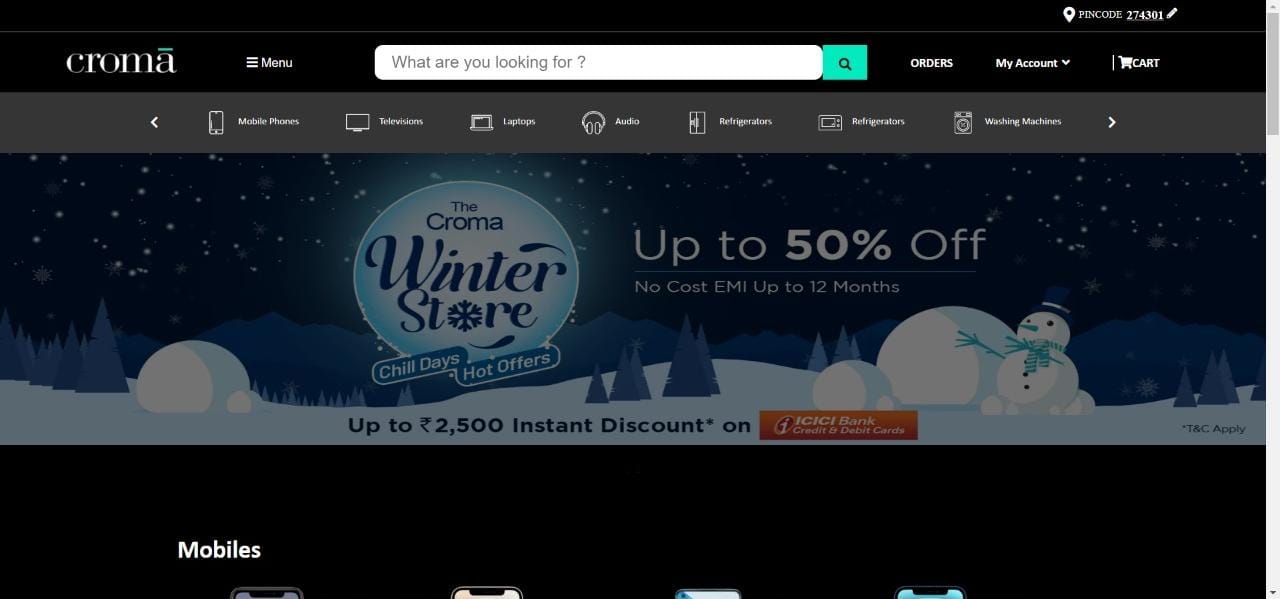 PINCODE 274301
cromā
Menu
What are you looking for ?
ORDERS
My Account
CART
Mobile Phones
Televisions
Laptops
Audio
Refrigerators
Refrigerators
Washing Machines
The
Croma
Winter
Store
Chill Days
Hot Offers
Up to 50% Off
No Cost EMI Up to 12 Months
Up to ₹2,500 Instant Discount* on
ICICI Bank
Credit & Debit Cards
*T&C Apply
Mobiles